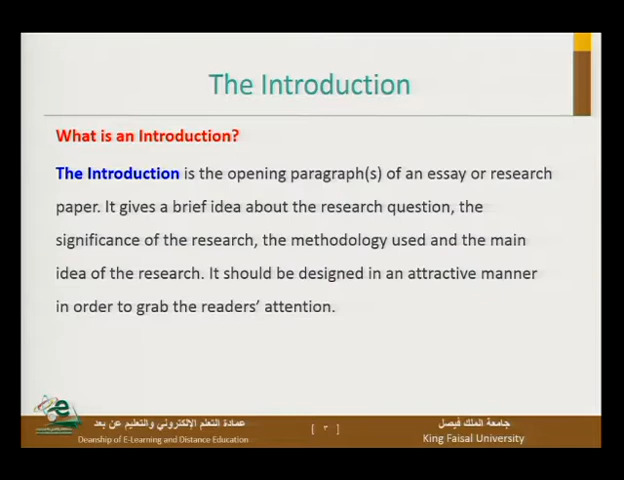 The Introduction
What is an Introduction?
The Introduction is the opening paragraph(s) of an essay or research
paper. It gives a brief idea about the research question, the
significance of the research, the methodology used and the main
idea of the research. It should be designed in an attractive manner
in order to grab the readers’ attention.
عمادة التعلم الإلكتروني والتعليم عن بعد
Deanship of E-Learning and Distance Education
[ ٣ ]
جامعة الملك فيصل
King Faisal University